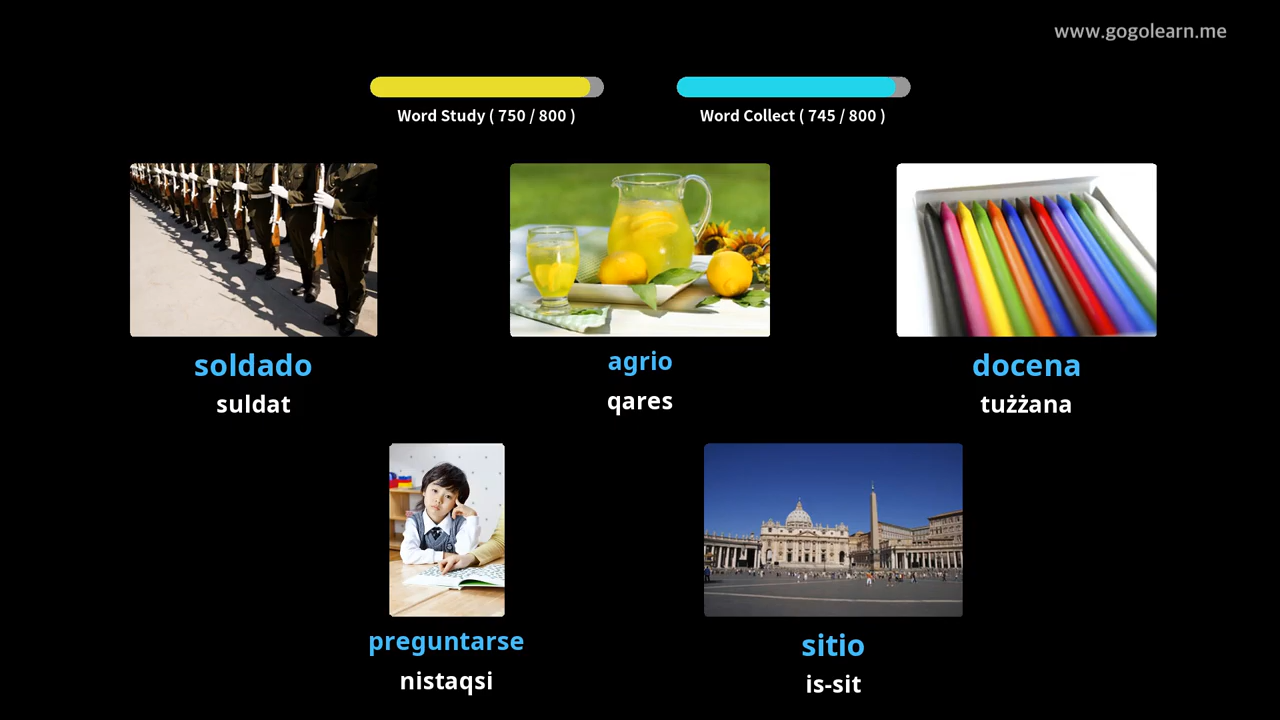 www.gogolearn.me
Word Study ( 750 / 800 )
Word Collect ( 745 / 800 )
soldado
suldat
agrio
qares
docena
tużżana
preguntarse
nistaqsi
sitio
is-sit